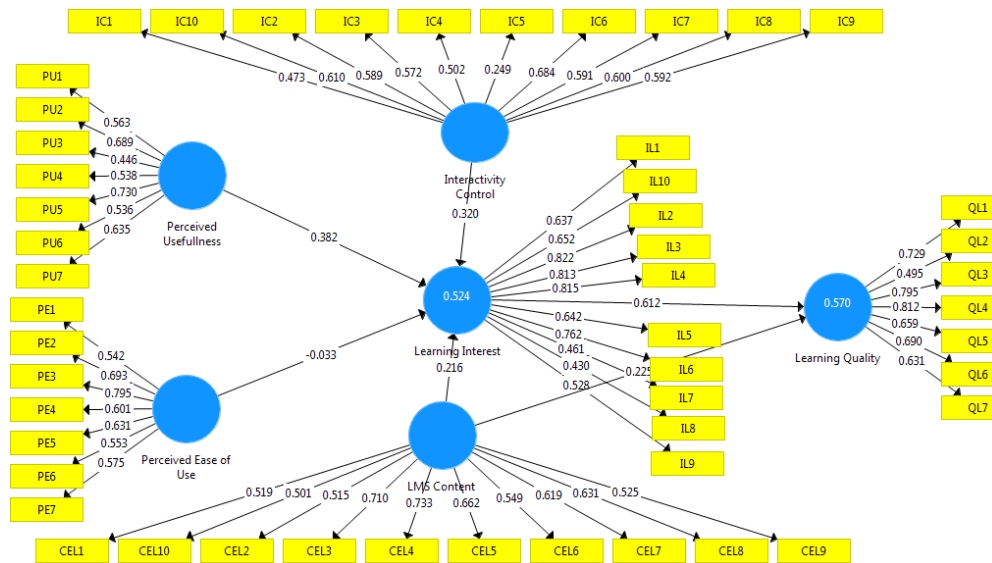 IC1 IC10 IC2 IC3 IC4 IC5 IC6 IC7 IC8 IC9
0.473 0.610 0.589 0.572 0.502 0.249 0.684 0.591 0.600 0.592
Interactivity
Control
0.320
PU1
PU2
PU3
PU4
PU5
PU6
PU7
0.563
0.689
0.446
0.538
0.730
0.536
0.635
Perceived
Usefullness
0.382
PE1
PE2
PE3
PE4
PE5
PE6
PE7
0.542
0.693
0.795
0.601
0.631
0.553
0.575
Perceived Ease of
Use
-0.033
0.524
Learning Interest
0.216
IL1
IL10
IL2
IL3
IL4
IL5
IL6
IL7
IL8
IL9
0.637
0.652
0.822
0.813
0.815
0.612
0.642
0.762
0.461
0.430
0.528
0.225
0.570
Learning Quality
QL1
QL2
QL3
QL4
QL5
QL6
QL7
0.729
0.495
0.795
0.812
0.659
0.690
0.631
LMS Content
0.519 0.501 0.515 0.710 0.733 0.662 0.549 0.619 0.631 0.525
CEL1 CEL10 CEL2 CEL3 CEL4 CEL5 CEL6 CEL7 CEL8 CEL9